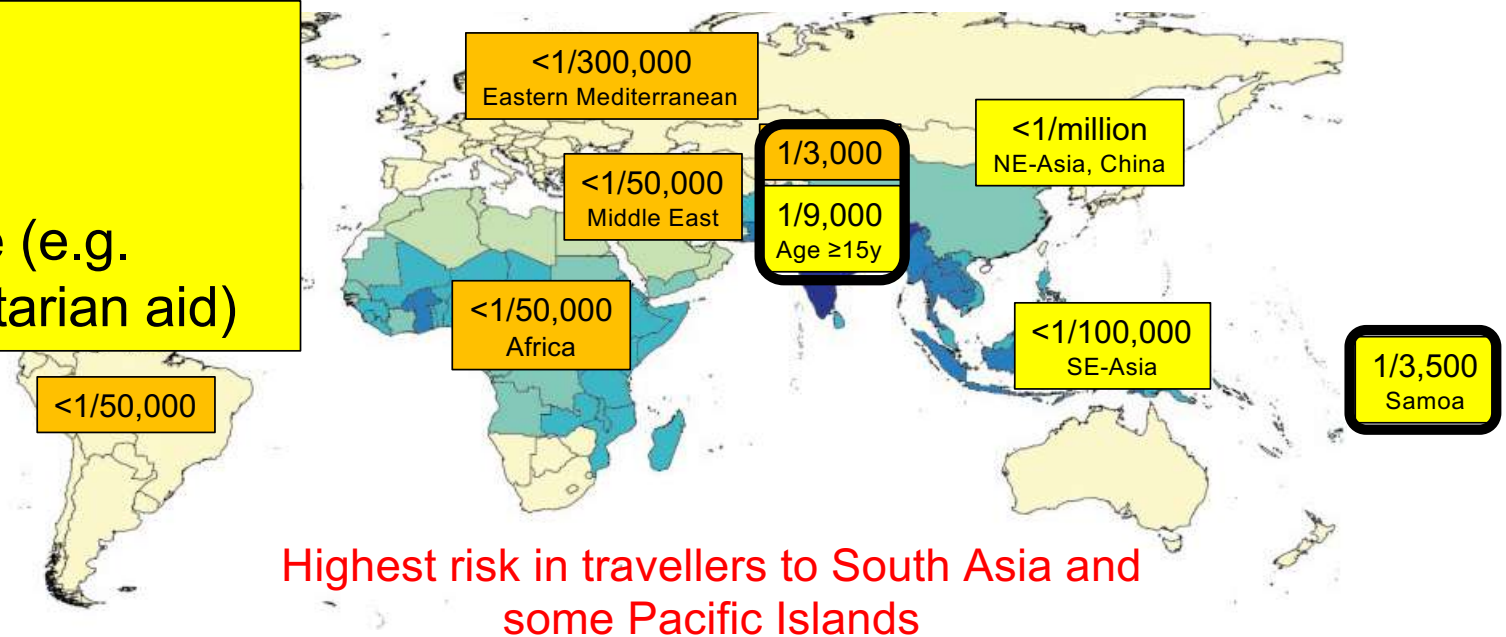 e (e.g.
tarian aid)
<1/300,000
Eastern Mediterranean
<1/50,000
Middle East
1/3,000
1/9,000
Age ≥15y
<1/million
NE-Asia, China
<1/50,000
Africa
<1/100,000
SE-Asia
1/3,500
Samoa
<1/50,000
Highest risk in travellers to South Asia and
some Pacific Islands